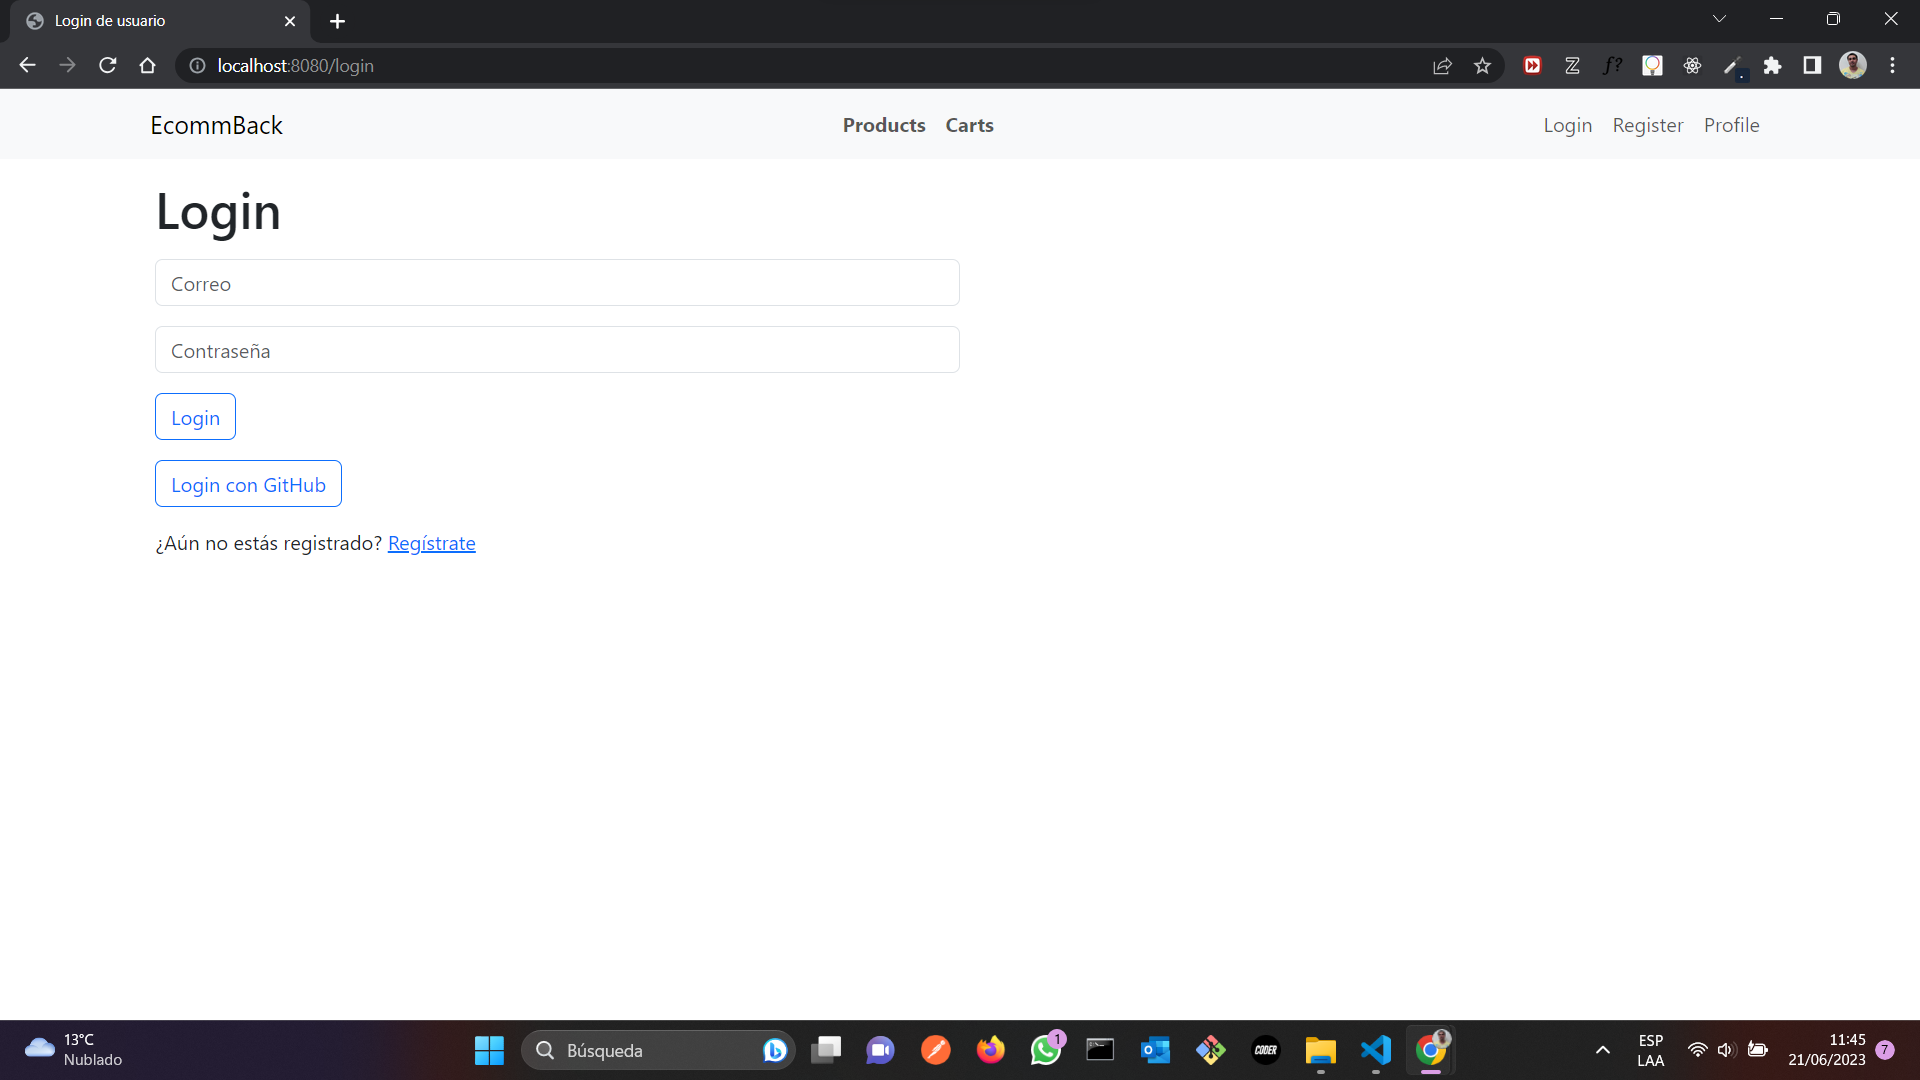 Login de usuario
localhost:8080/login
f?
EcommBack
Products Carts
Login Register Profile
Login
Correo
Contraseña
Login
Login con GitHub
¿Aún no estás registrado? Regístrate
13°C
Nublado
Búsqueda
1
CODER
ESP
LAA
11:45
21/06/2023
7